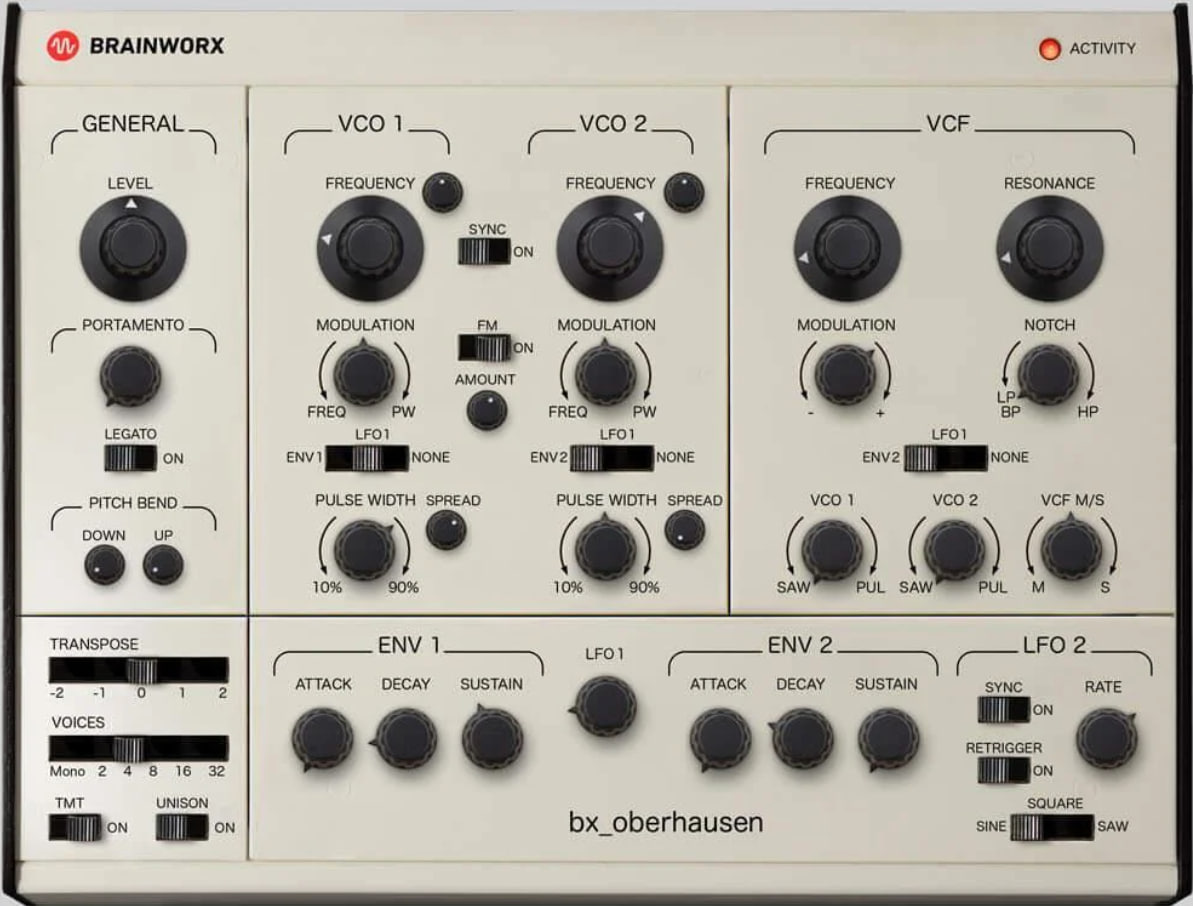 BRAINWORX
ACTIVITY
GENERAL
LEVEL
PORTAMENTO
LEGATO
ON
PITCH BEND
DOWN UP
VCO 1
FREQUENCY
MODULATION
FREQ PW
LFO1
ENV1 NONE
PULSE WIDTH SPREAD
10% 90%
SYNC
ON
FM
ON
AMOUNT
VCO 2
FREQUENCY
MODULATION
FREQ PW
LFO1
ENV2 NONE
PULSE WIDTH SPREAD
10% 90%
VCF
FREQUENCY RESONANCE
MODULATION NOTCH
- +
LP
BP HP
LFO1
ENV2 NONE
VCO 1 VCO 2 VCF M/S
SAW PUL SAW PUL M S
TRANSPOSE
-2 -1 0 1 2
VOICES
Mono 2 4 8 16 32
TMT UNISON
ON ON
ENV 1
ATTACK DECAY SUSTAIN
LFO1
ENV 2
ATTACK DECAY SUSTAIN
LFO 2
SYNC RATE
ON
RETRIGGER
ON
SQUARE
SINE SAW
bx_oberhausen